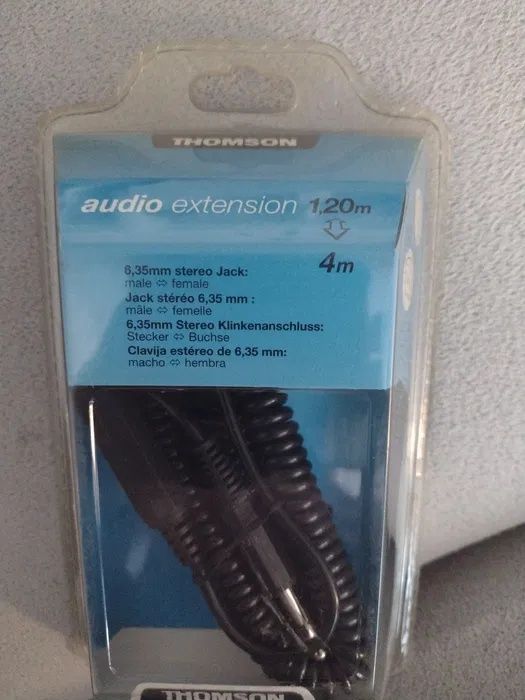 THOMSON
audio extension 1,20m
4m
6,35mm stereo Jack:
male ⇔ female
Jack stéréo 6,35 mm :
mâle ⇔ femelle
6,35mm Stereo Klinkenanschluss:
Stecker ⇔ Buchse
Clavija estéreo de 6,35 mm:
macho ⇔ hembra
THOMSON